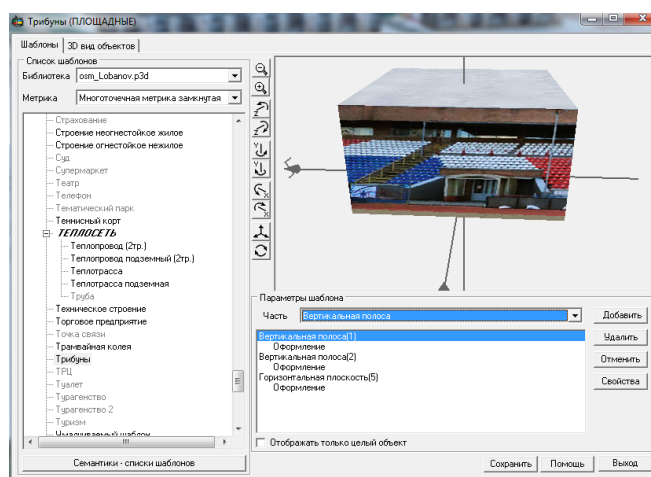 Трибуны (ПЛОЩАДНЫЕ)
Шаблоны
3D вид объектов
Список шаблонов
Библиотека
osm_Lobanov.p3d
Метрика
Многоточечная метрика замкнутая
Страхование
Строение неогнестойкое жилое
Строение огнестойкое нежилое
Суд
Супермаркет
Театр
Телефон
Тематический парк
Теннисный корт
ТЕПЛОСЕТЬ
Теплопровод (2тр.)
Теплопровод подземный (2тр.)
Теплотрасса
Теплотрасса подземная
Труба
Техническое строение
Торговое предприятие
Точка связи
Трамвайная колея
Трибуны
ТРЦ
Туалет
Турагенство
Турагенство 2
Туризм
Умалчиваемый шаблон
Семантики - списки шаблонов
Параметры шаблона
Часть
Вертикальная полоса
Вертикальная полоса(1)
Оформление
Вертикальная полоса(2)
Оформление
Горизонтальная плоскость(5)
Оформление
Добавить
Удалить
Отменить
Свойства
Отображать только целый объект
Сохранить
Помощь
Выход